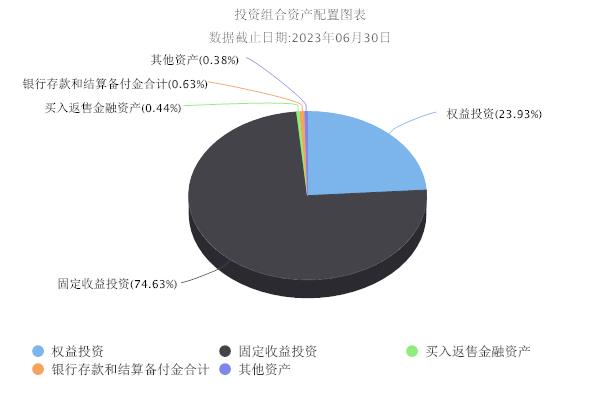 投资组合资产配置图表
数据截止日期:2023年06月30日
其他资产(0.38%)
银行存款和结算备付金合计(0.63%)
买入返售金融资产(0.44%)
权益投资(23.93%)
固定收益投资(74.63%)
权益投资
固定收益投资
买入返售金融资产
银行存款和结算备付金合计
其他资产